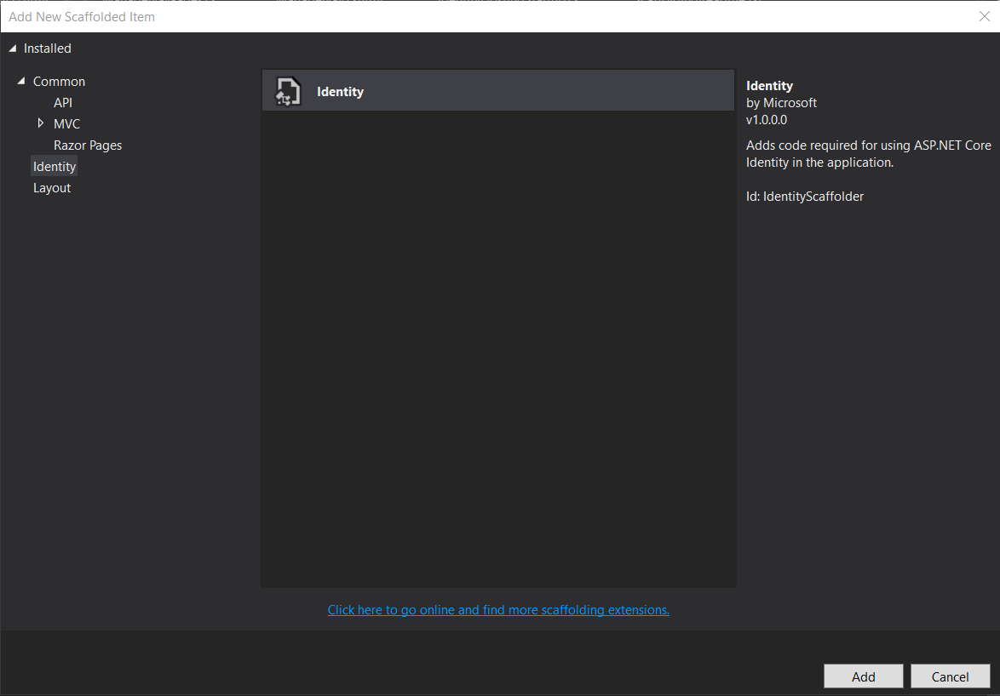 Add New Scaffolded Item
Installed
Common
API
MVC
Razor Pages
Identity
Layout
Identity
Identity
by Microsoft
v1.0.0.0
Adds code required for using ASP.NET Core
Identity in the application.
Id: IdentityScaffolder
Click here to go online and find more scaffolding extensions.
Add
Cancel